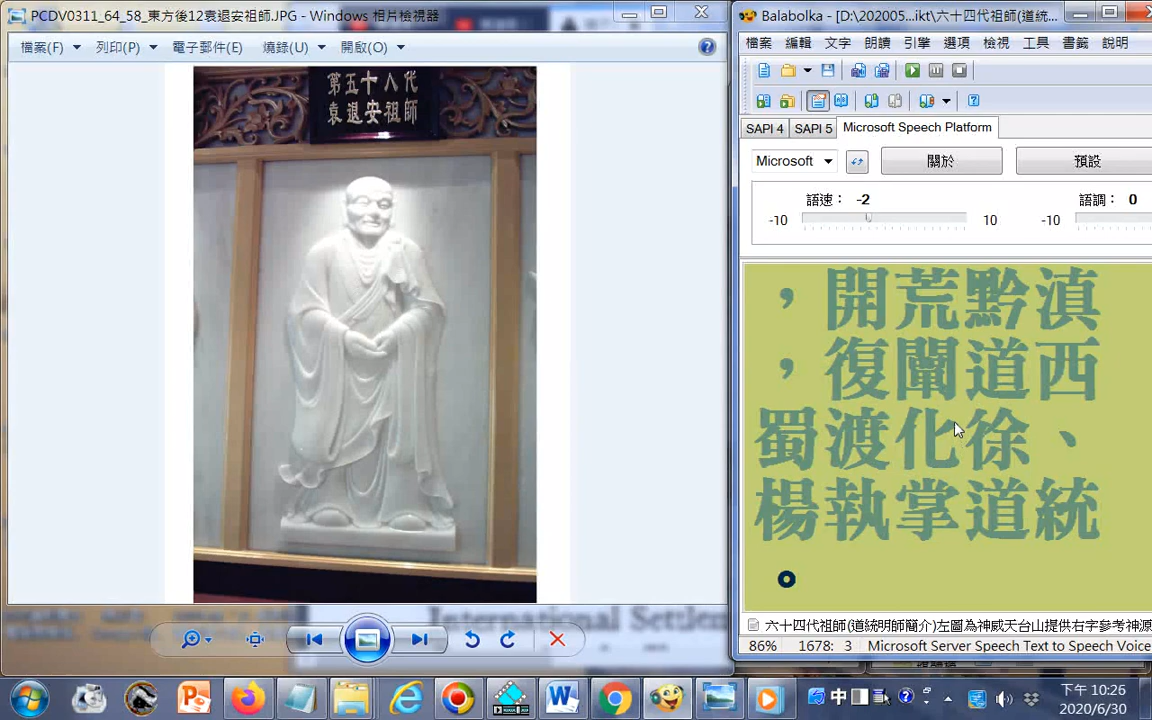 PCDV0311_64_58_東方後12袁退安祖師.JPG - Windows 相片檢視器
檔案(F) 列印(P) 電子郵件(E) 燒錄(U) 開啟(O)
第五十八代
袁退安祖師
Balabolka - [D:\202005...ikt\六十四代祖師(道統...
檔案 編輯 文字 朗讀 引擎 選項 檢視 工具 書籤 說明
SAPI 4 SAPI 5 Microsoft Speech Platform
Microsoft 關於 預設
語速： -2 語調： 0
-10 10 -10
，開荒黔滇
，復闡道西
蜀渡化徐、
楊執掌道統
。
International Settlem
六十四代祖師(道統明師簡介)左圖為神威天台山提供右字參考神源
86% 1678: 3 Microsoft Server Speech Text to Speech Voice
中
下午 10:26
2020/6/30